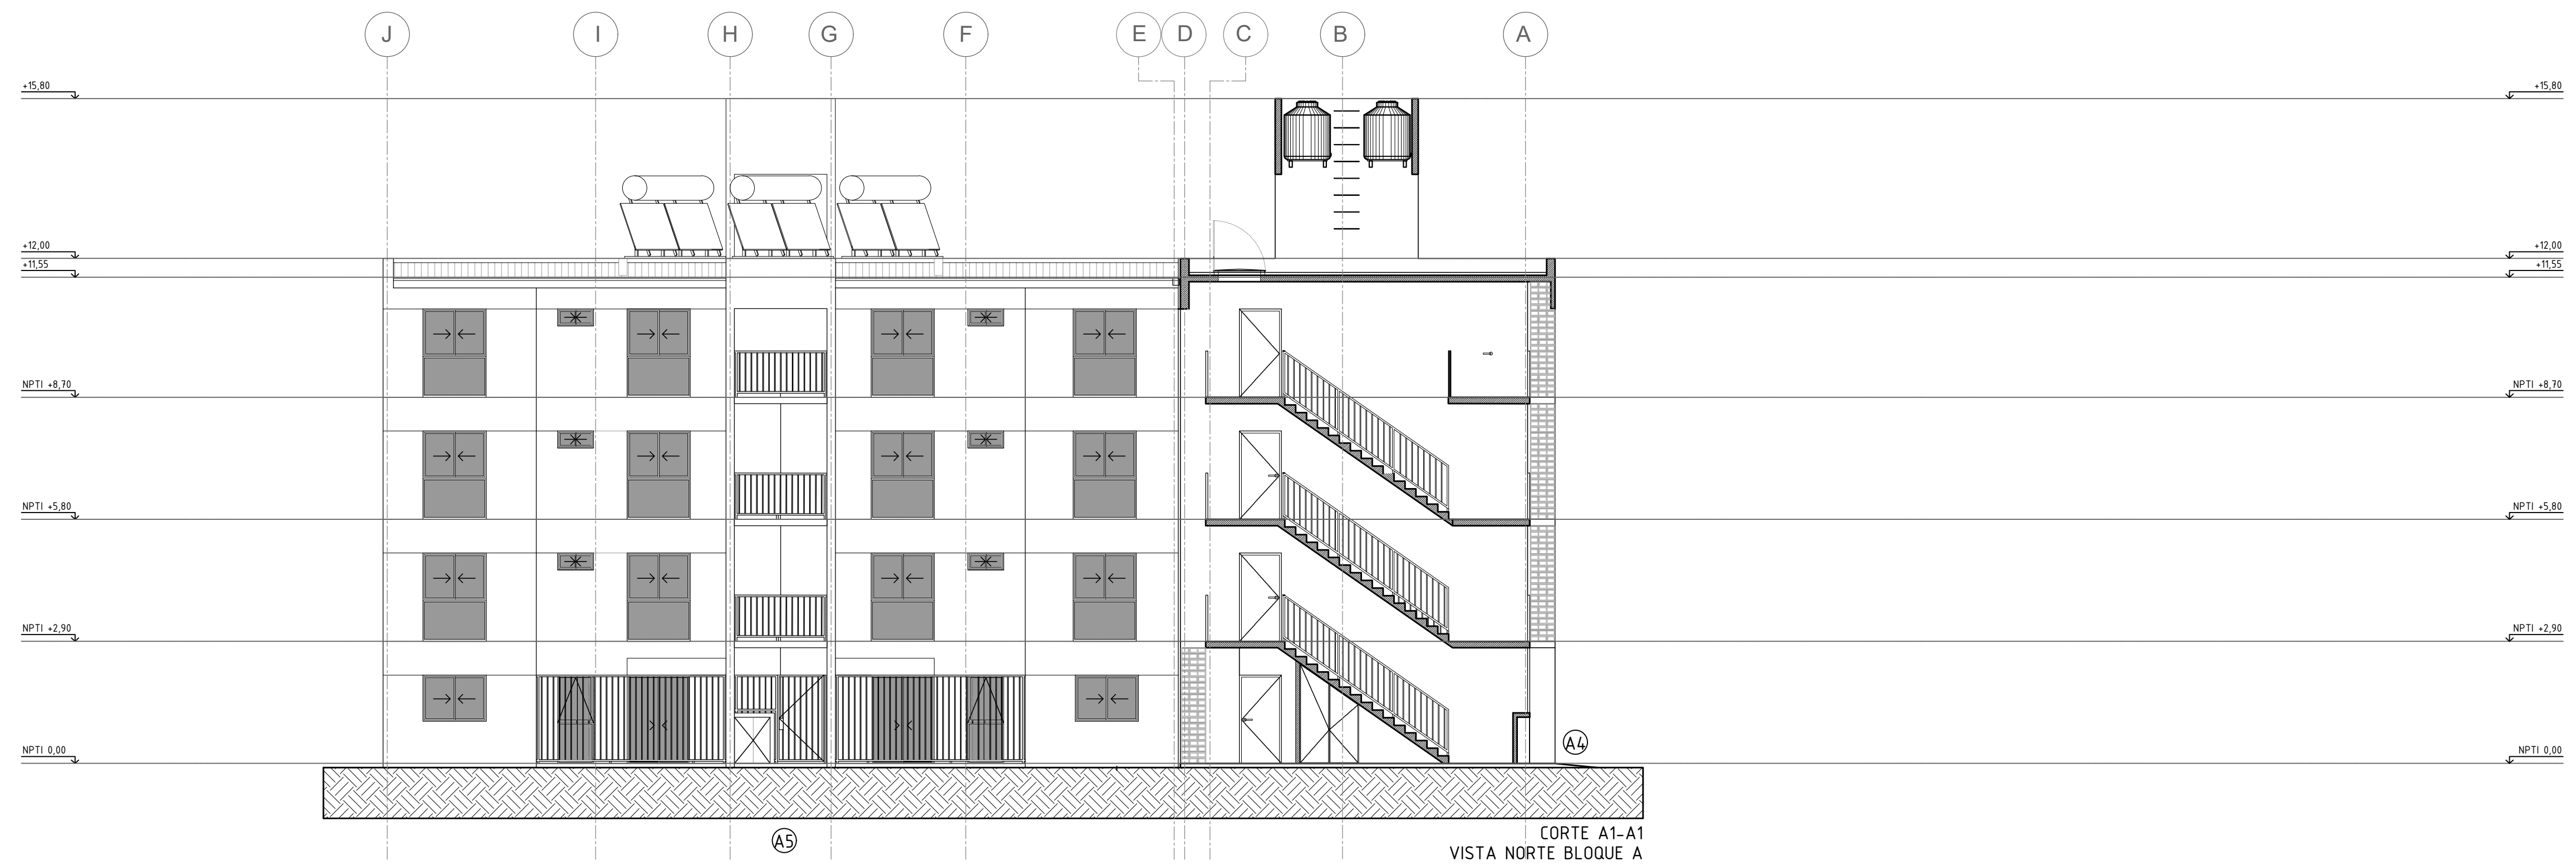 J I H G F E D C B A
+15,80 +15,80
+12,00 +12,00
+11,55 +11,55
NPTI +8,70 NPTI +8,70
NPTI +5,80 NPTI +5,80
NPTI +2,90 NPTI +2,90
A4
NPTI 0,00 NPTI 0,00
A5
CORTE A1-A1
VISTA NORTE BLOQUE A